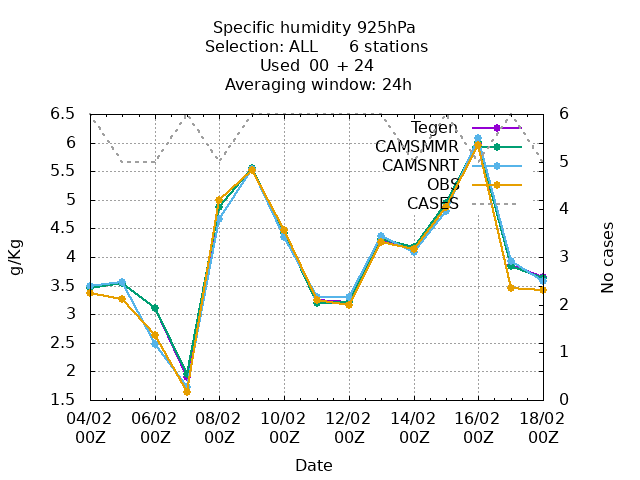 Specific humidity 925hPa
Selection: ALL 6 stations
Used 00 + 24
Averaging window: 24h
6.5
6
5.5
5
4.5
4
3.5
3
2.5
2
1.5
g/Kg
Tegen
CAMSMMR
CAMSNRT
OBS
CASES
6
5
4
3
2
1
0
No cases
04/02 06/02 08/02 10/02 12/02 14/02 16/02 18/02
00Z 00Z 00Z 00Z 00Z 00Z 00Z 00Z
Date